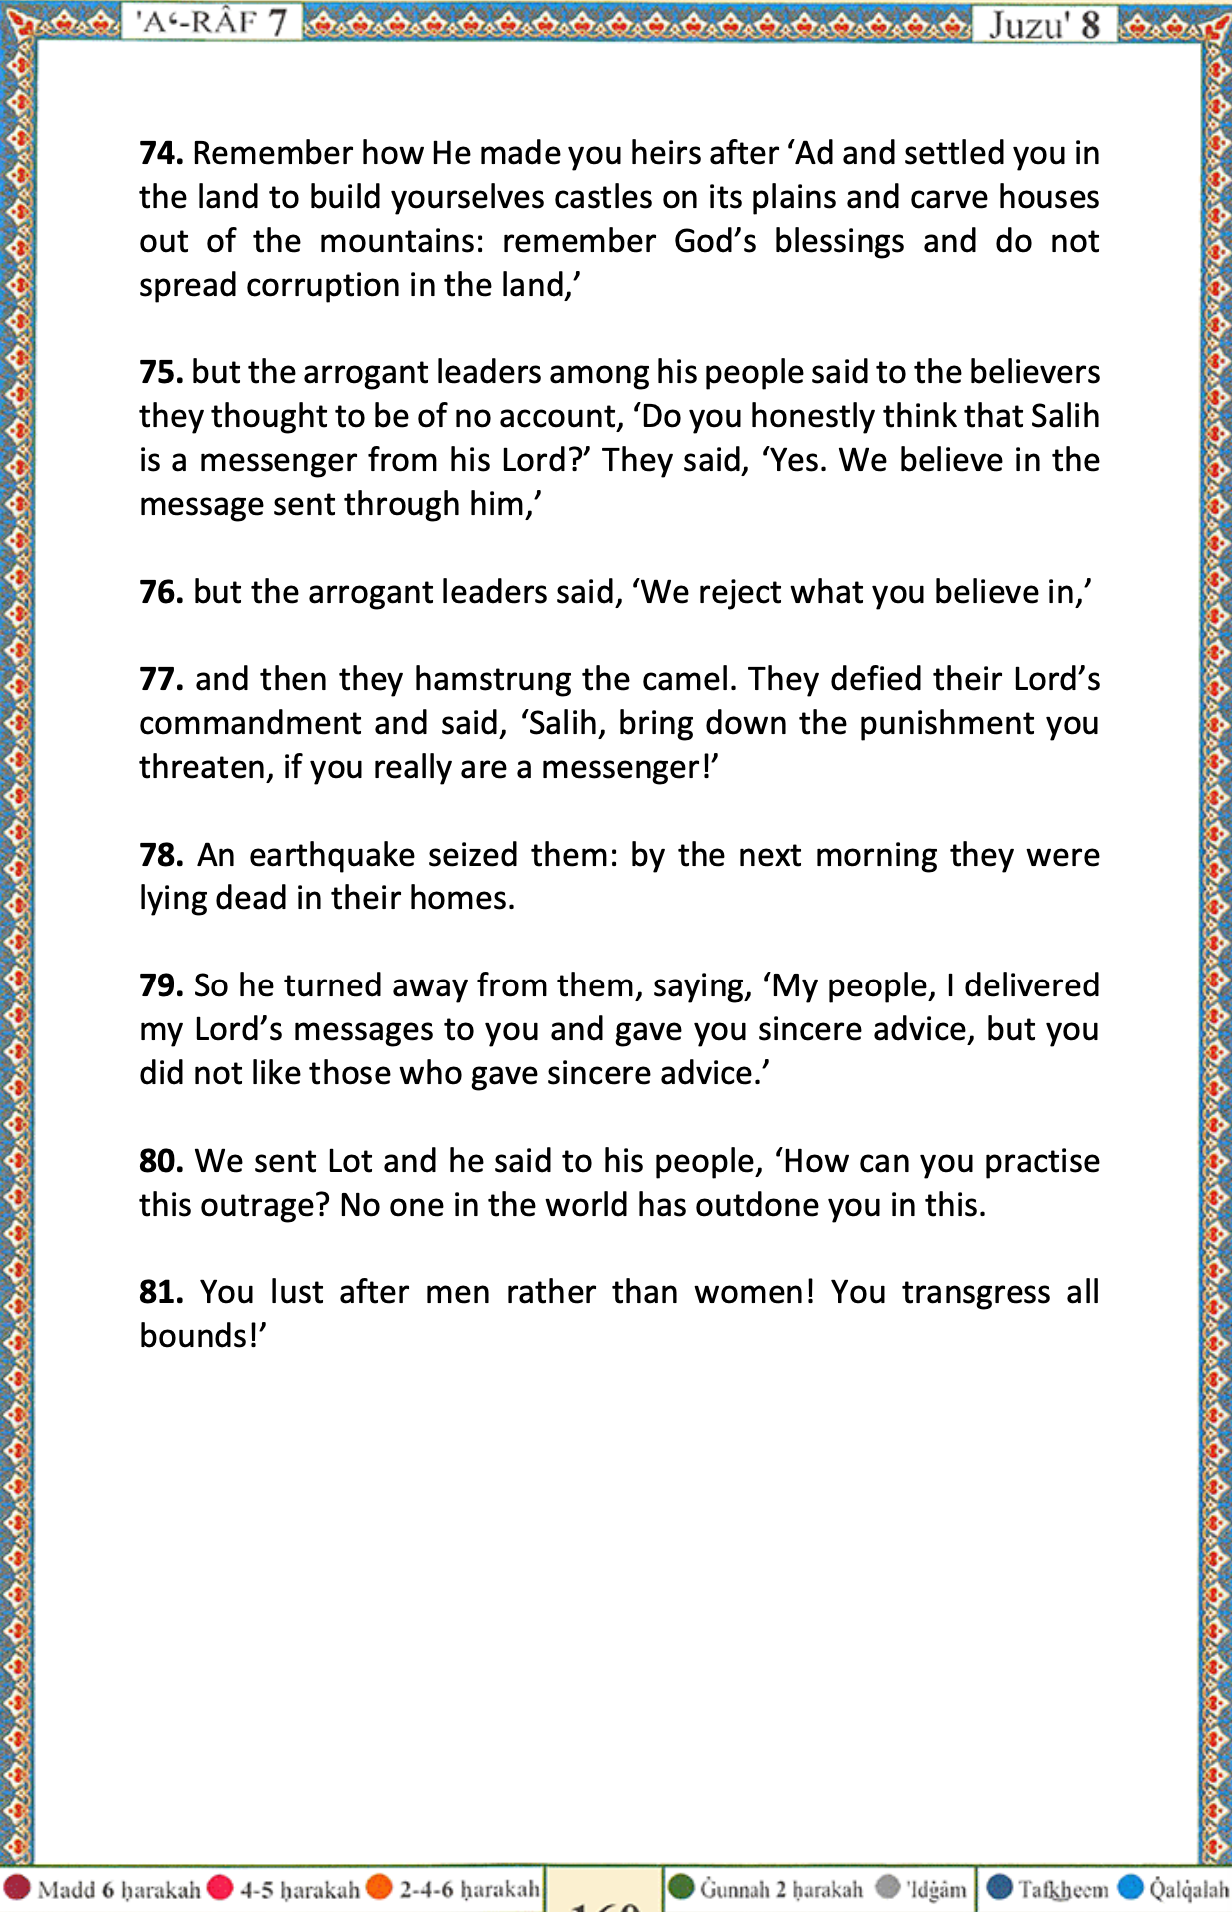 'A‘-RÂF 7
Juzu' 8
74. Remember how He made you heirs after ‘Ad and settled you in
the land to build yourselves castles on its plains and carve houses
out of the mountains: remember God’s blessings and do not
spread corruption in the land,’
75. but the arrogant leaders among his people said to the believers
they thought to be of no account, ‘Do you honestly think that Salih
is a messenger from his Lord?’ They said, ‘Yes. We believe in the
message sent through him,’
76. but the arrogant leaders said, ‘We reject what you believe in,’
77. and then they hamstrung the camel. They defied their Lord’s
commandment and said, ‘Salih, bring down the punishment you
threaten, if you really are a messenger!’
78. An earthquake seized them: by the next morning they were
lying dead in their homes.
79. So he turned away from them, saying, ‘My people, I delivered
my Lord’s messages to you and gave you sincere advice, but you
did not like those who gave sincere advice.’
80. We sent Lot and he said to his people, ‘How can you practise
this outrage? No one in the world has outdone you in this.
81. You lust after men rather than women! You transgress all
bounds!’
Madd 6 ḥarakah 4-5 ḥarakah 2-4-6 ḥarakah
160
Ġunnah 2 ḥarakah 'Idġâm Tafkheem Q̇alq̇alah